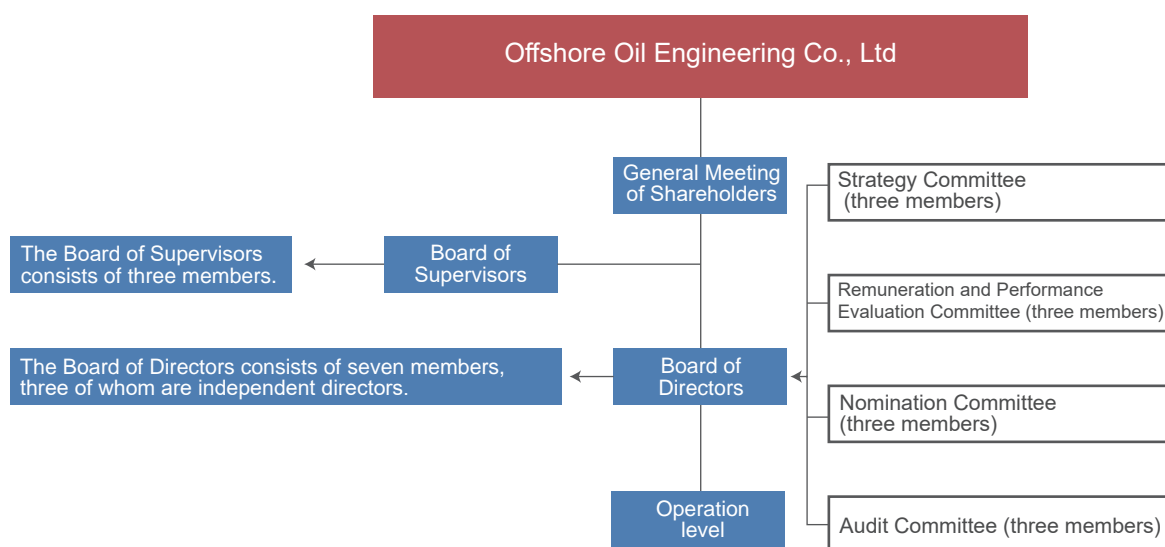 Offshore Oil Engineering Co., Ltd
General Meeting
of Shareholders
Strategy Committee
(three members)
The Board of Supervisors
consists of three members.
Board of
Supervisors
Remuneration and Performance
Evaluation Committee (three members)
The Board of Directors consists of seven members,
three of whom are independent directors.
Board of
Directors
Nomination Committee
(three members)
Operation
level
Audit Committee (three members)